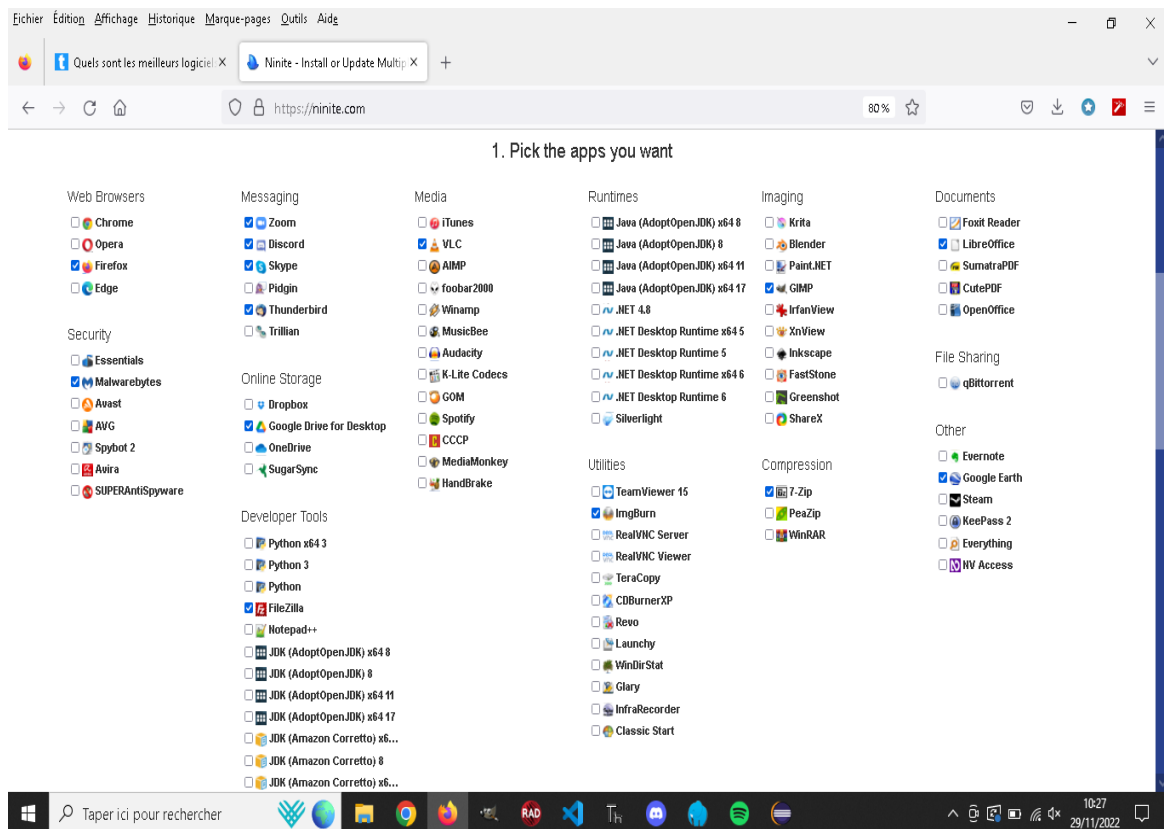 Fichier Édition Affichage Historique Marque-pages Outils Aide
Quels sont les meilleurs logiciel
Ninite - Install or Update Multip
https://ninite.com
80 %
1. Pick the apps you want
Web Browsers
Chrome
Opera
Firefox
Edge
Security
Essentials
Malwarebytes
Avast
AVG
Spybot 2
Avira
SUPERAntiSpyware
Messaging
Zoom
Discord
Skype
Pidgin
Thunderbird
Trillian
Online Storage
Dropbox
Google Drive for Desktop
OneDrive
SugarSync
Developer Tools
Python x64 3
Python 3
Python
FileZilla
Notepad++
JDK (AdoptOpenJDK) x64 8
JDK (AdoptOpenJDK) 8
JDK (AdoptOpenJDK) x64 11
JDK (AdoptOpenJDK) x64 17
JDK (Amazon Corretto) x6...
JDK (Amazon Corretto) 8
JDK (Amazon Corretto) x6...
Media
iTunes
VLC
AIMP
foobar2000
Winamp
MusicBee
Audacity
K-Lite Codecs
GOM
Spotify
CCCP
MediaMonkey
HandBrake
Runtimes
Java (AdoptOpenJDK) x64 8
Java (AdoptOpenJDK) 8
Java (AdoptOpenJDK) x64 11
Java (AdoptOpenJDK) x64 17
.NET 4.8
.NET Desktop Runtime x64 5
.NET Desktop Runtime 5
.NET Desktop Runtime x64 6
.NET Desktop Runtime 6
Silverlight
Utilities
TeamViewer 15
ImgBurn
RealVNC Server
RealVNC Viewer
TeraCopy
CDBurnerXP
Revo
Launchy
WinDirStat
Glary
InfraRecorder
Classic Start
Imaging
Krita
Blender
Paint.NET
GIMP
IrfanView
XnView
Inkscape
FastStone
Greenshot
ShareX
Compression
7-Zip
PeaZip
WinRAR
Documents
Foxit Reader
LibreOffice
SumatraPDF
CutePDF
OpenOffice
File Sharing
qBittorrent
Other
Evernote
Google Earth
Steam
KeePass 2
Everything
NV Access
Taper ici pour rechercher
RAD
Th
10:27
29/11/2022